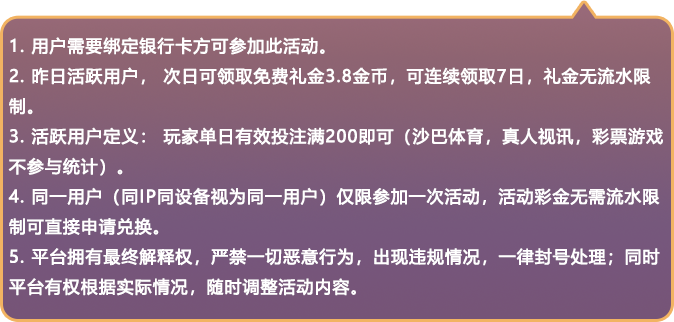 1. 用户需要绑定银行卡方可参加此活动。
2. 昨日活跃用户， 次日可领取免费礼金3.8金币，可连续领取7日，礼金无流水限
制。
3. 活跃用户定义： 玩家单日有效投注满200即可（沙巴体育，真人视讯，彩票游戏
不参与统计）。
4. 同一用户（同IP同设备视为同一用户）仅限参加一次活动，活动彩金无需流水限
制可直接申请兑换。
5. 平台拥有最终解释权，严禁一切恶意行为，出现违规情况，一律封号处理；同时
平台有权根据实际情况，随时调整活动内容。